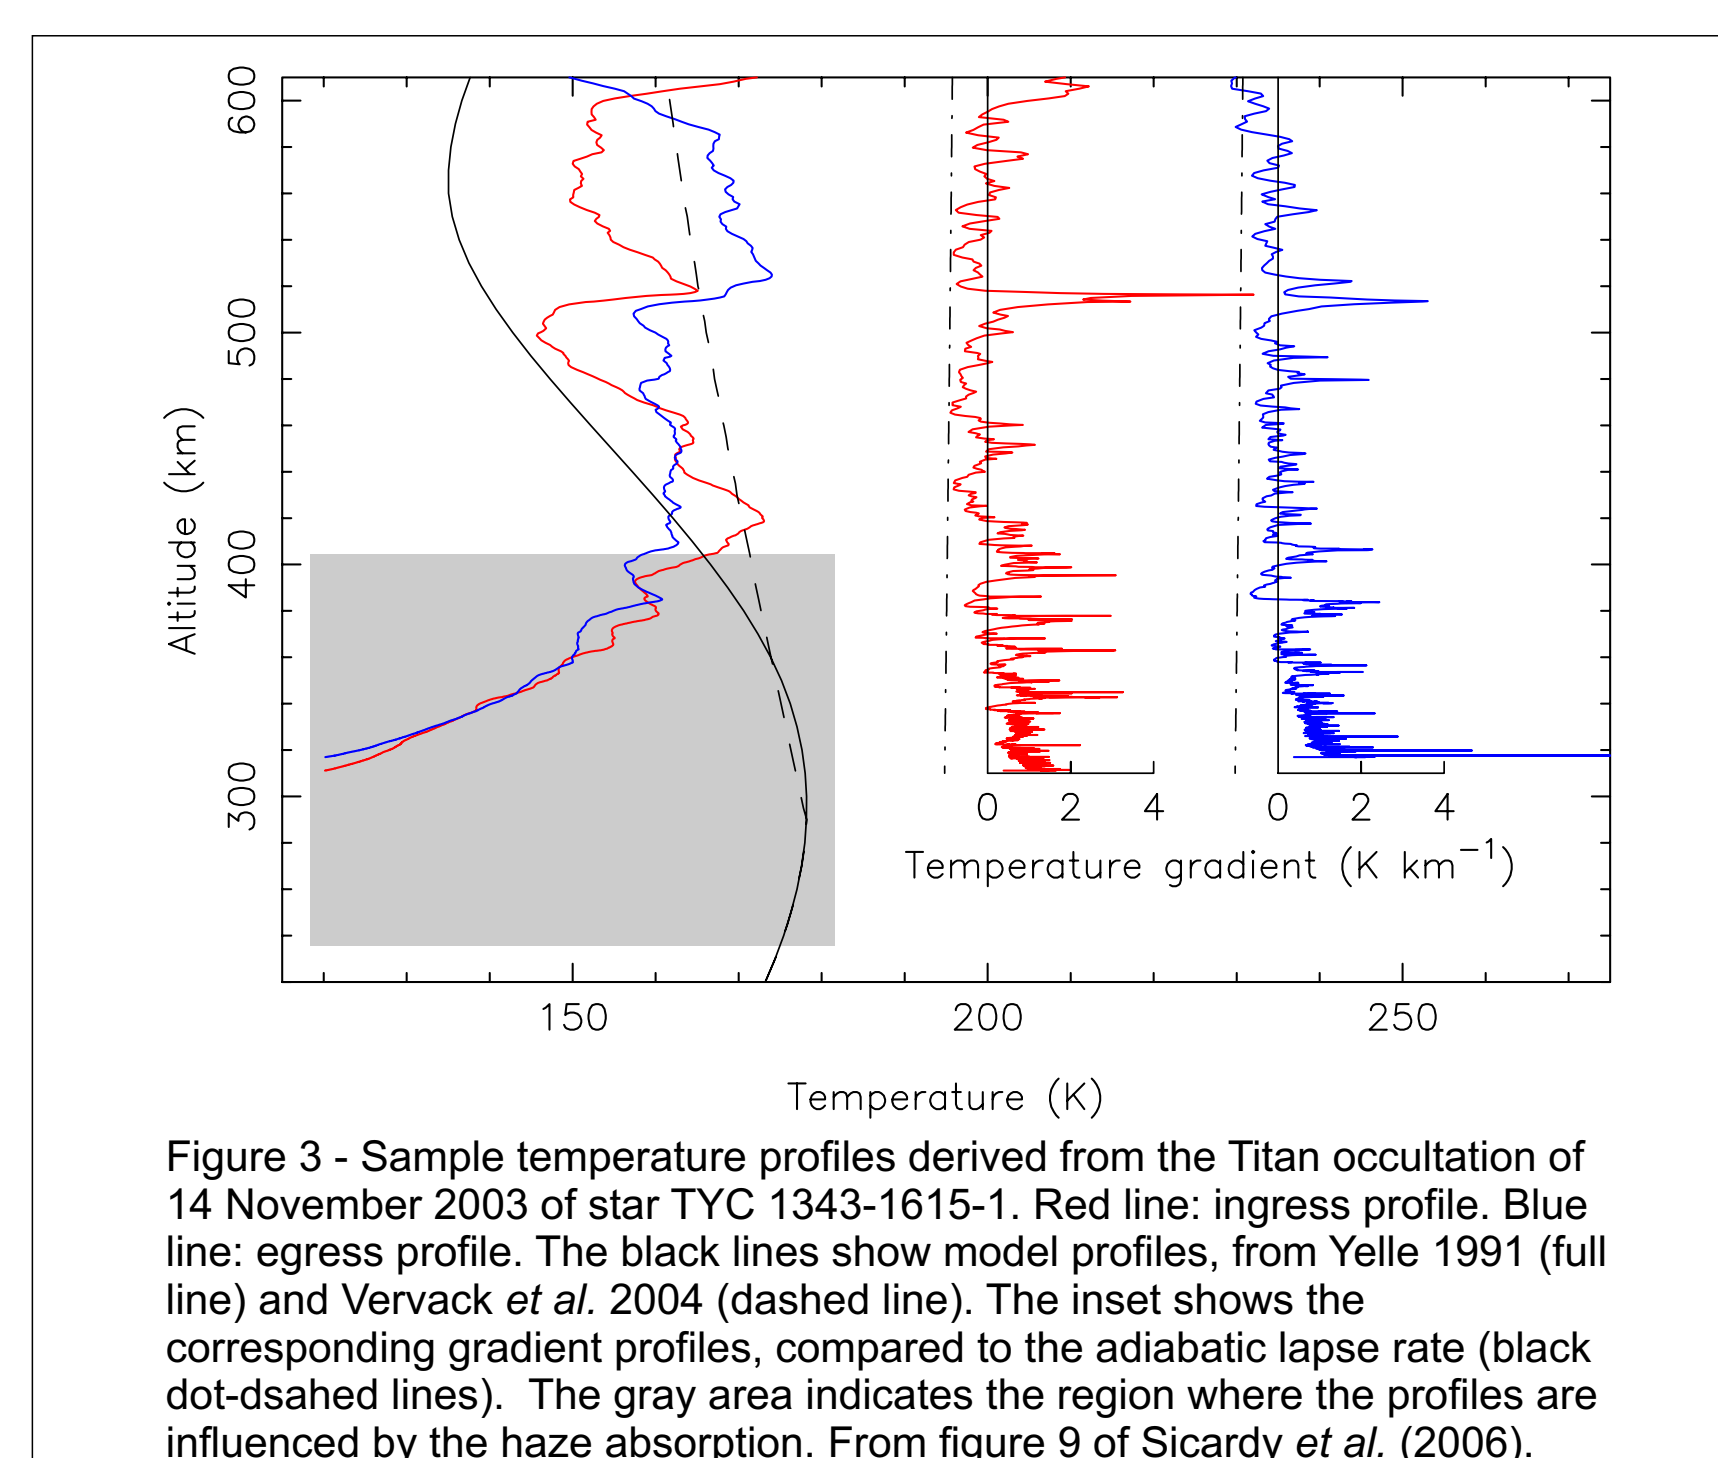 600
500
400
300
Altitude (km)
0 2 4 0 2 4
Temperature gradient (K km−1)
150 200 250
Temperature (K)
Figure 3 - Sample temperature profiles derived from the Titan occultation of
14 November 2003 of star TYC 1343-1615-1. Red line: ingress profile. Blue
line: egress profile. The black lines show model profiles, from Yelle 1991 (full
line) and Vervack et al. 2004 (dashed line). The inset shows the
corresponding gradient profiles, compared to the adiabatic lapse rate (black
dot-dsahed lines).  The gray area indicates the region where the profiles are
influenced by the haze absorption. From figure 9 of Sicardy et al. (2006).